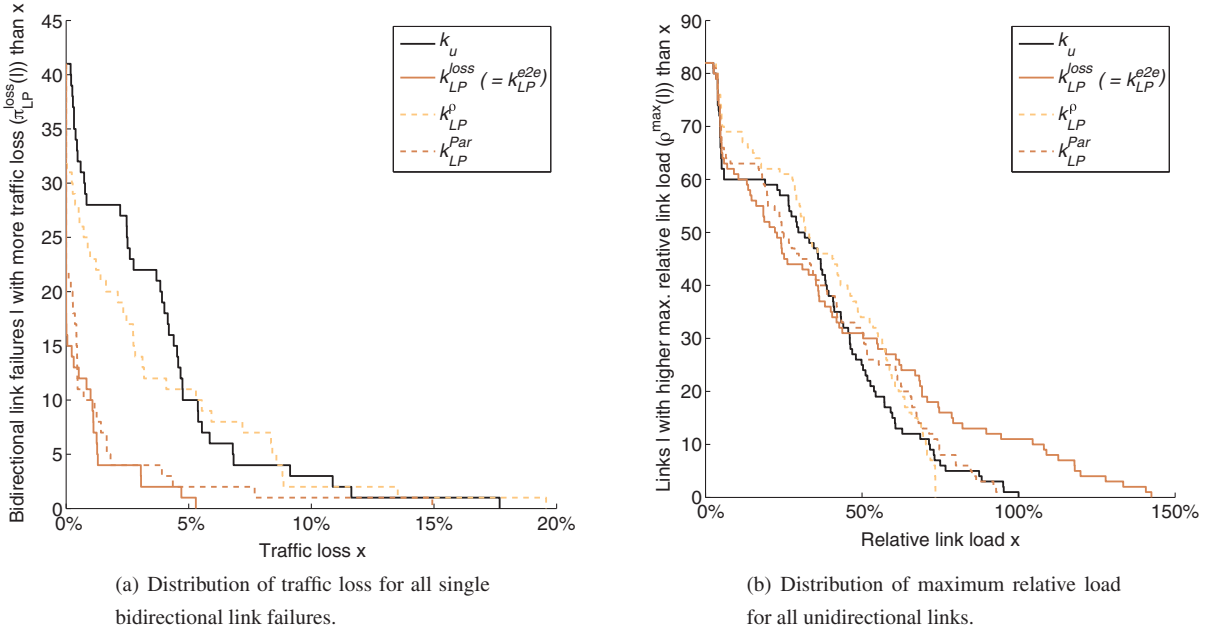 Bidirectional link failures l with more traffic loss (π_LP^loss(l)) than x
45
40
35
30
25
20
15
10
5
0
0%
5%
10%
15%
20%
Traffic loss x
k_u
k_LP^loss (= k_LP^e2e)
k_LP^ρ
k_LP^Par
(a) Distribution of traffic loss for all single
bidirectional link failures.
Links l with higher max. relative link load (ρ^max(l)) than x
90
80
70
60
50
40
30
20
10
0
0%
50%
100%
150%
Relative link load x
k_u
k_LP^loss (= k_LP^e2e)
k_LP^ρ
k_LP^Par
(b) Distribution of maximum relative load
for all unidirectional links.